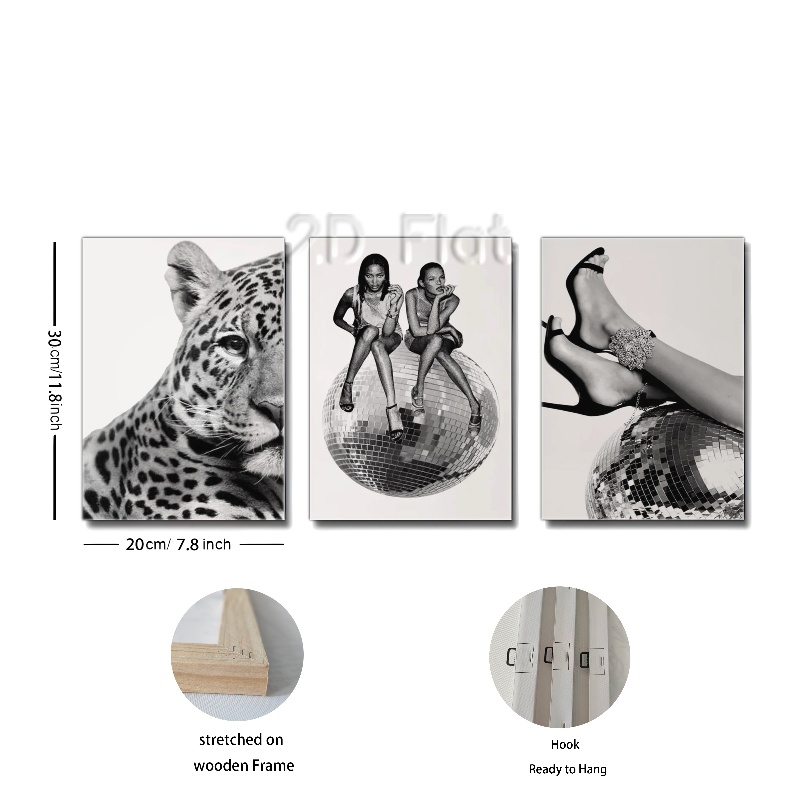 2D Flat
30cm/11.8inch
20cm/ 7.8 inch
stretched on
wooden Frame
Hook
Ready to Hang